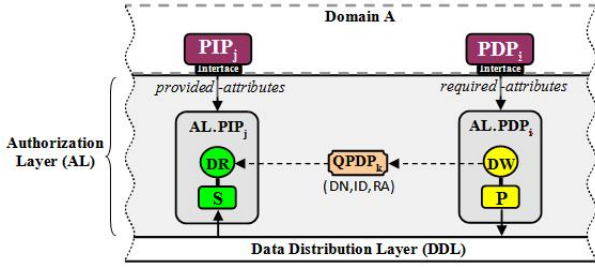 Domain A
PIPj
PDPi
Interface
Interface
provided-attributes
required-attributes
Authorization
Layer (AL)
AL.PIPj
AL.PDPi
DR
QPDPk
DW
(DN,ID,RA)
S
P
Data Distribution Layer (DDL)